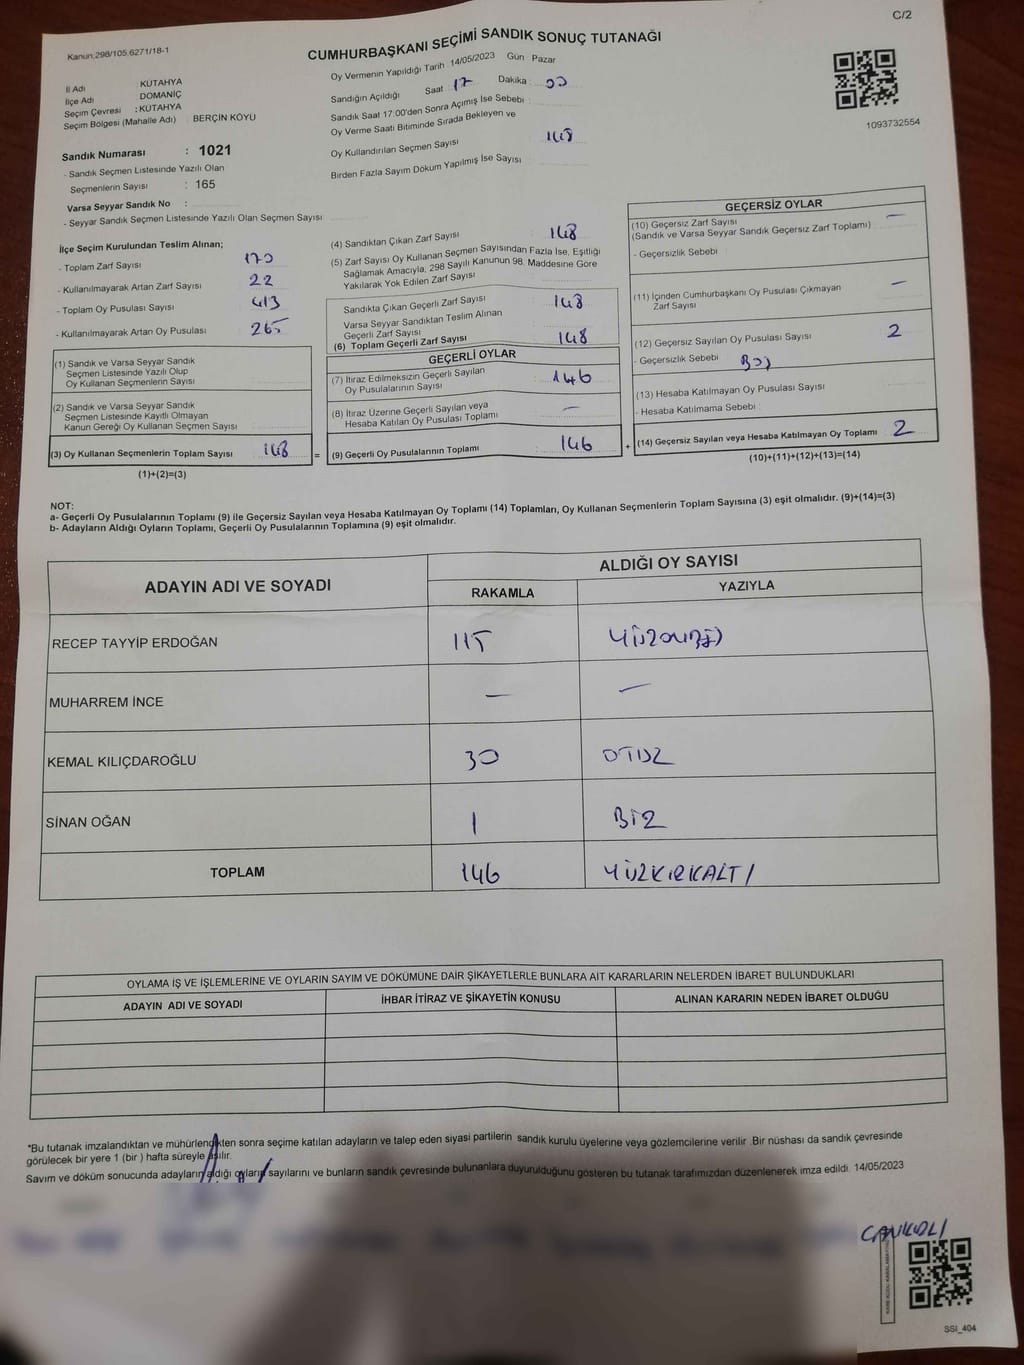 C/2
Kanun,298/105,6271/18-1
CUMHURBAŞKANI SEÇİMİ SANDIK SONUÇ TUTANAĞI
1093732554
İl Adı : KÜTAHYA
İlçe Adı : DOMANİÇ
Seçim Çevresi : KÜTAHYA
Seçim Bölgesi (Mahalle Adı) : BERÇİN KÖYÜ
Sandık Numarası : 1021
- Sandık Seçmen Listesinde Yazılı Olan
Seçmenlerin Sayısı : 165
Varsa Seyyar Sandık No :
- Seyyar Sandık Seçmen Listesinde Yazılı Olan Seçmen Sayısı
Oy Vermenin Yapıldığı Tarih 14/05/2023 Gün Pazar
Sandığın Açıldığı Saat 17 Dakika : 00
Sandık Saat 17:00'den Sonra Açımış İse Sebebi
Oy Verme Saati Bitiminde Sırada Bekleyen ve
Oy Kullandırılan Seçmen Sayısı 148
Birden Fazla Sayım Döküm Yapılmış İse Sayısı
İlçe Seçim Kurulundan Teslim Alınan;
- Toplam Zarf Sayısı 170
- Kullanılmayarak Artan Zarf Sayısı 22
- Toplam Oy Pusulası Sayısı 413
- Kullanılmayarak Artan Oy Pusulası 265
(1) Sandık ve Varsa Seyyar Sandık
Seçmen Listesinde Yazılı Olup
Oy Kullanan Seçmenlerin Sayısı
(2) Sandık ve Varsa Seyyar Sandık
Seçmen Listesinde Kayıtlı Olmayan
Kanun Gereği Oy Kullanan Seçmen Sayısı
(3) Oy Kullanan Seçmenlerin Toplam Sayısı 148 =
(1)+(2)=(3)
(4) Sandıktan Çıkan Zarf Sayısı 148
(5) Zarf Sayısı Oy Kullanan Seçmen Sayısından Fazla İse, Eşitliği
Sağlamak Amacıyla, 298 Sayılı Kanunun 98. Maddesine Göre
Yakılarak Yok Edilen Zarf Sayısı
Sandıkta Çıkan Geçerli Zarf Sayısı 148
Varsa Seyyar Sandıktan Teslim Alınan
Geçerli Zarf Sayısı
(6) Toplam Geçerli Zarf Sayısı 148
GEÇERLİ OYLAR
(7) İtiraz Edilmeksizin Geçerli Sayılan
Oy Pusulalarının Sayısı 146
(8) İtiraz Üzerine Geçerli Sayılan veya
Hesaba Katılan Oy Pusulası Toplamı —
(9) Geçerli Oy Pusulalarının Toplamı : 146 +
GEÇERSİZ OYLAR
(10) Geçersiz Zarf Sayısı —
(Sandık ve Varsa Seyyar Sandık Geçersiz Zarf Toplamı)
- Geçersizlik Sebebi
(11) İçinden Cumhurbaşkanı Oy Pusulası Çıkmayan
Zarf Sayısı —
(12) Geçersiz Sayılan Oy Pusulası Sayısı 2
- Geçersizlik Sebebi BOŞ
(13) Hesaba Katılmayan Oy Pusulası Sayısı
- Hesaba Katılmama Sebebi :
(14) Geçersiz Sayılan veya Hesaba Katılmayan Oy Toplamı 2
(10)+(11)+(12)+(13)=(14)
NOT:
a- Geçerli Oy Pusulalarının Toplamı (9) ile Geçersiz Sayılan veya Hesaba Katılmayan Oy Toplamı (14) Toplamları, Oy Kullanan Seçmenlerin Toplam Sayısına (3) eşit olmalıdır. (9)+(14)=(3)
b- Adayların Aldığı Oyların Toplamı, Geçerli Oy Pusulalarının Toplamına (9) eşit olmalıdır.
ADAYIN ADI VE SOYADI ALDIĞI OY SAYISI
RAKAMLA YAZIYLA
RECEP TAYYİP ERDOĞAN 115 YÜZONBEŞ
MUHARREM İNCE — —
KEMAL KILIÇDAROĞLU 30 OTUZ
SİNAN OĞAN 1 BİR
TOPLAM 146 YÜZKIRKALTI
OYLAMA İŞ VE İŞLEMLERİNE VE OYLARIN SAYIM VE DÖKÜMÜNE DAİR ŞİKAYETLERLE BUNLARA AİT KARARLARIN NELERDEN İBARET BULUNDUKLARI
ADAYIN ADI VE SOYADI İHBAR İTİRAZ VE ŞİKAYETİN KONUSU ALINAN KARARIN NEDEN İBARET OLDUĞU
*Bu tutanak imzalandıktan ve mühürlendikten sonra seçime katılan adayların ve talep eden siyasi partilerin sandık kurulu üyelerine veya gözlemcilerine verilir .Bir nüshası da sandık çevresinde
görülecek bir yere 1 (bir ) hafta süreyle asılır.
Sayım ve döküm sonucunda adayların aldığı oyların sayılarını ve bunların sandık çevresinde bulunanlara duyurulduğunu gösteren bu tutanak tarafımızdan düzenlenerek imza edildi. 14/05/2023
SSI_404